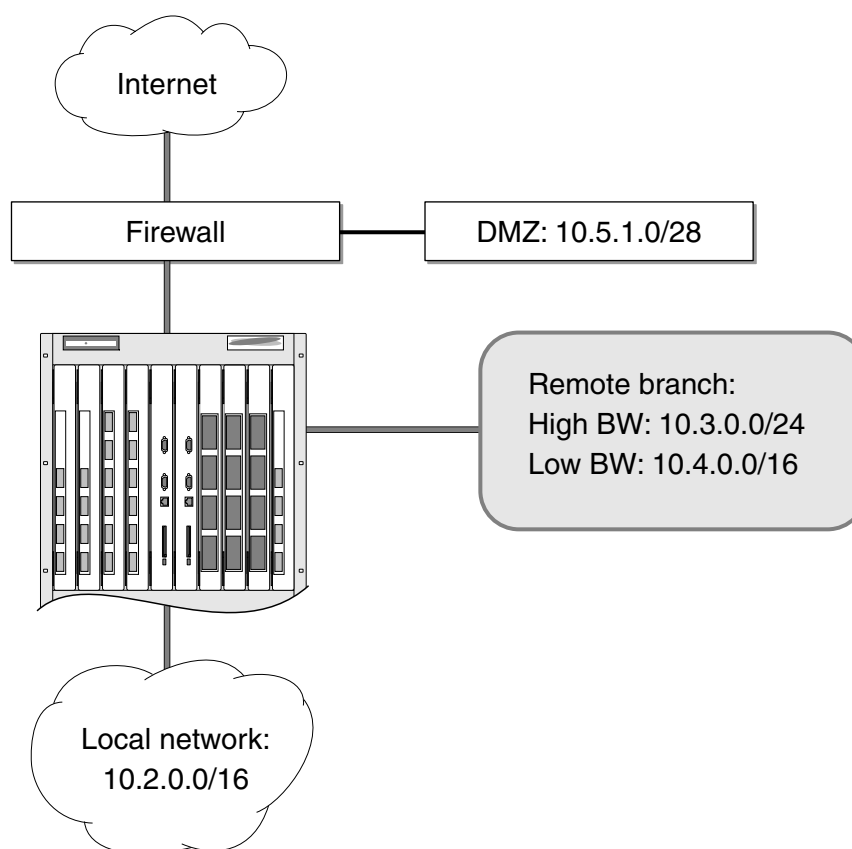 Internet
Firewall
DMZ: 10.5.1.0/28
Remote branch:
High BW: 10.3.0.0/24
Low BW: 10.4.0.0/16
Local network:
10.2.0.0/16